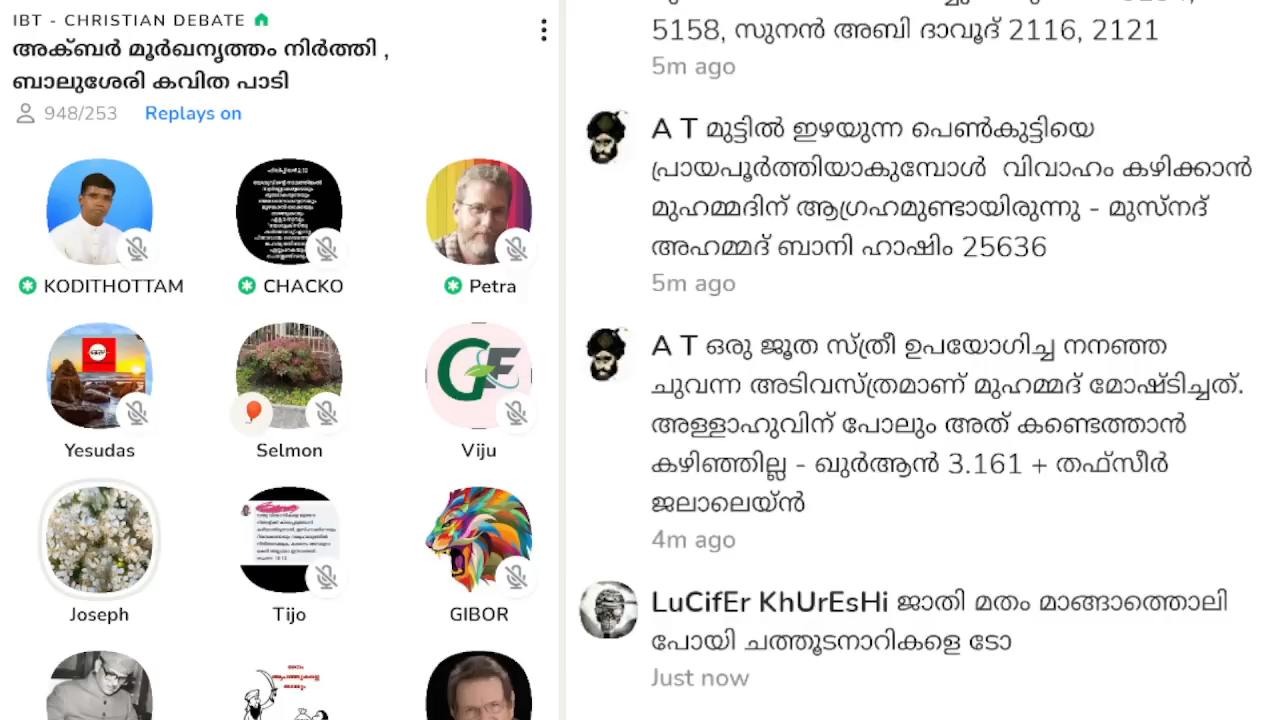 IBT - CHRISTIAN DEBATE
അക്ബർ മൂർഖനൃത്തം നിർത്തി ,
ബാലുശേരി കവിത പാടി
948/253 Replays on
KODITHOTTAM CHACKO Petra
Yesudas Selmon Viju
Joseph Tijo GIBOR
5158, സുനൻ അബി ദാവൂദ് 2116, 2121
5m ago
A T മുട്ടിൽ ഇഴയുന്ന പെൺകുട്ടിയെ
പ്രായപൂർത്തിയാകുമ്പോൾ വിവാഹം കഴിക്കാൻ
മുഹമ്മദിന് ആഗ്രഹമുണ്ടായിരുന്നു - മുസ്നദ്
അഹമ്മദ് ബാനി ഹാഷിം 25636
5m ago
A T ഒരു ജൂത സ്ത്രീ ഉപയോഗിച്ച നനഞ്ഞ
ചുവന്ന അടിവസ്ത്രമാണ് മുഹമ്മദ് മോഷ്ടിച്ചത്.
അള്ളാഹുവിന് പോലും അത് കണ്ടെത്താൻ
കഴിഞ്ഞില്ല - ഖുർആൻ 3.161 + തഫ്സീർ
ജലാലെയ്ൻ
4m ago
LuCifEr KhUrEsHi ജാതി മതം മാങ്ങാത്തൊലി
പോയി ചത്തൂടനാറികളെ ടോ
Just now